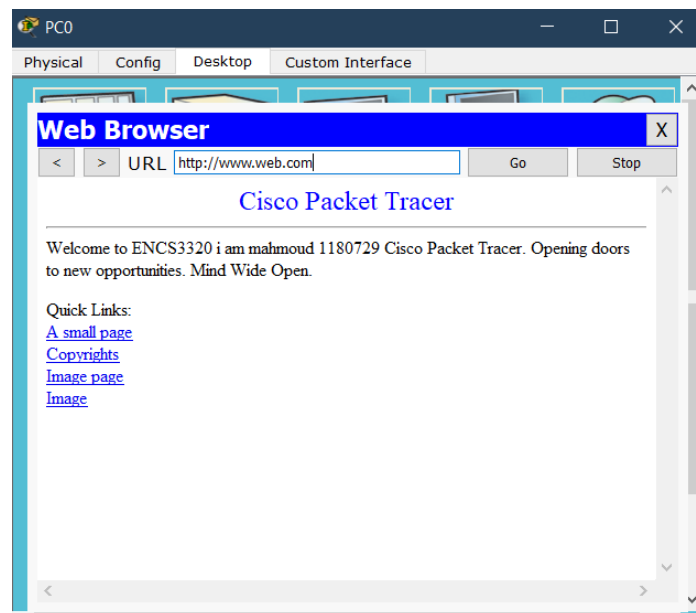 PC0
Physical Config Desktop Custom Interface
Web Browser X
< > URL http://www.web.com Go Stop
Cisco Packet Tracer
Welcome to ENCS3320 i am mahmoud 1180729 Cisco Packet Tracer. Opening doors
to new opportunities. Mind Wide Open.
Quick Links:
A small page
Copyrights
Image page
Image